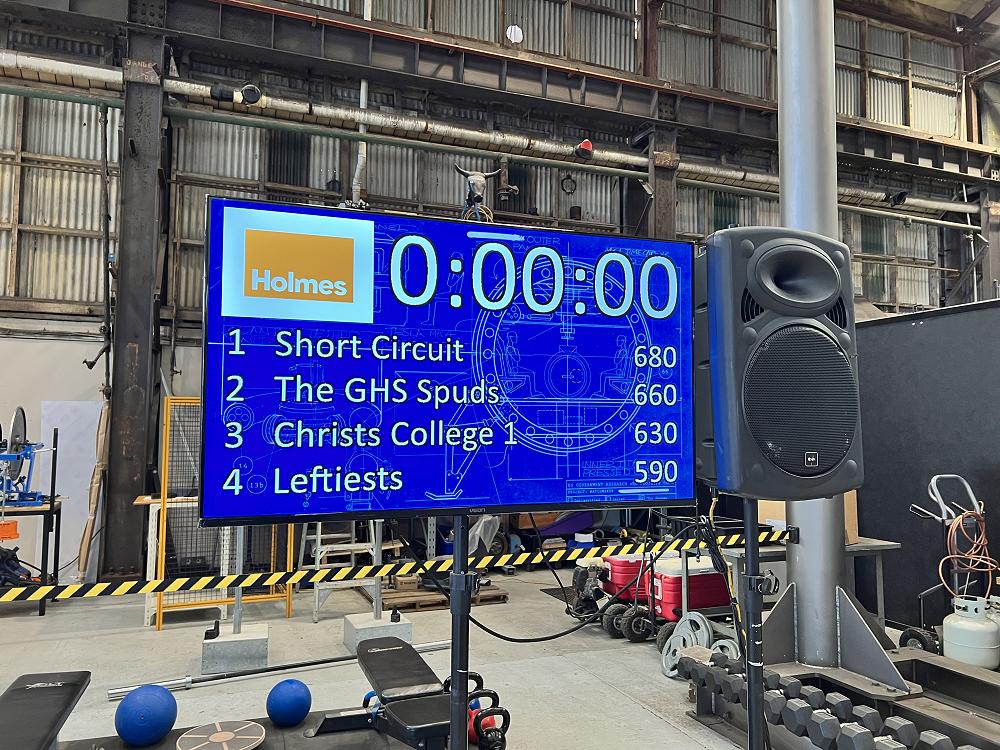 Holmes
0:00:00
1 Short Circuit 680
2 The GHS Spuds 660
3 Christs College 1 630
4 Leftiests 590